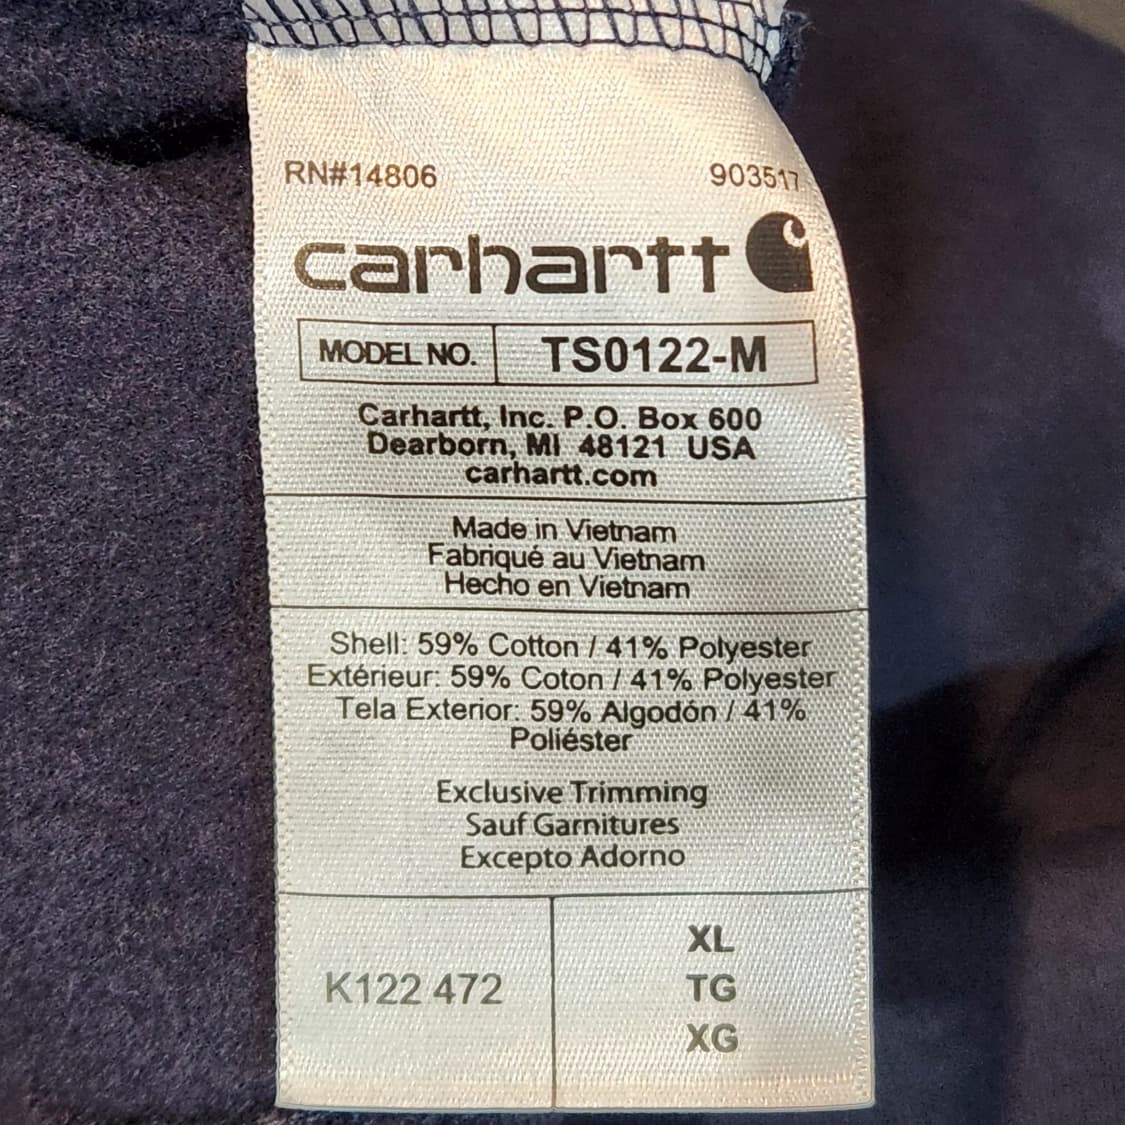 RN#14806 903517
carhartt
MODEL NO. TS0122-M
Carhartt, Inc. P.O. Box 600
Dearborn, MI 48121 USA
carhartt.com
Made in Vietnam
Fabriqué au Vietnam
Hecho en Vietnam
Shell: 59% Cotton / 41% Polyester
Extérieur: 59% Coton / 41% Polyester
Tela Exterior: 59% Algodón / 41%
Poliéster
Exclusive Trimming
Sauf Garnitures
Excepto Adorno
K122 472
XL
TG
XG